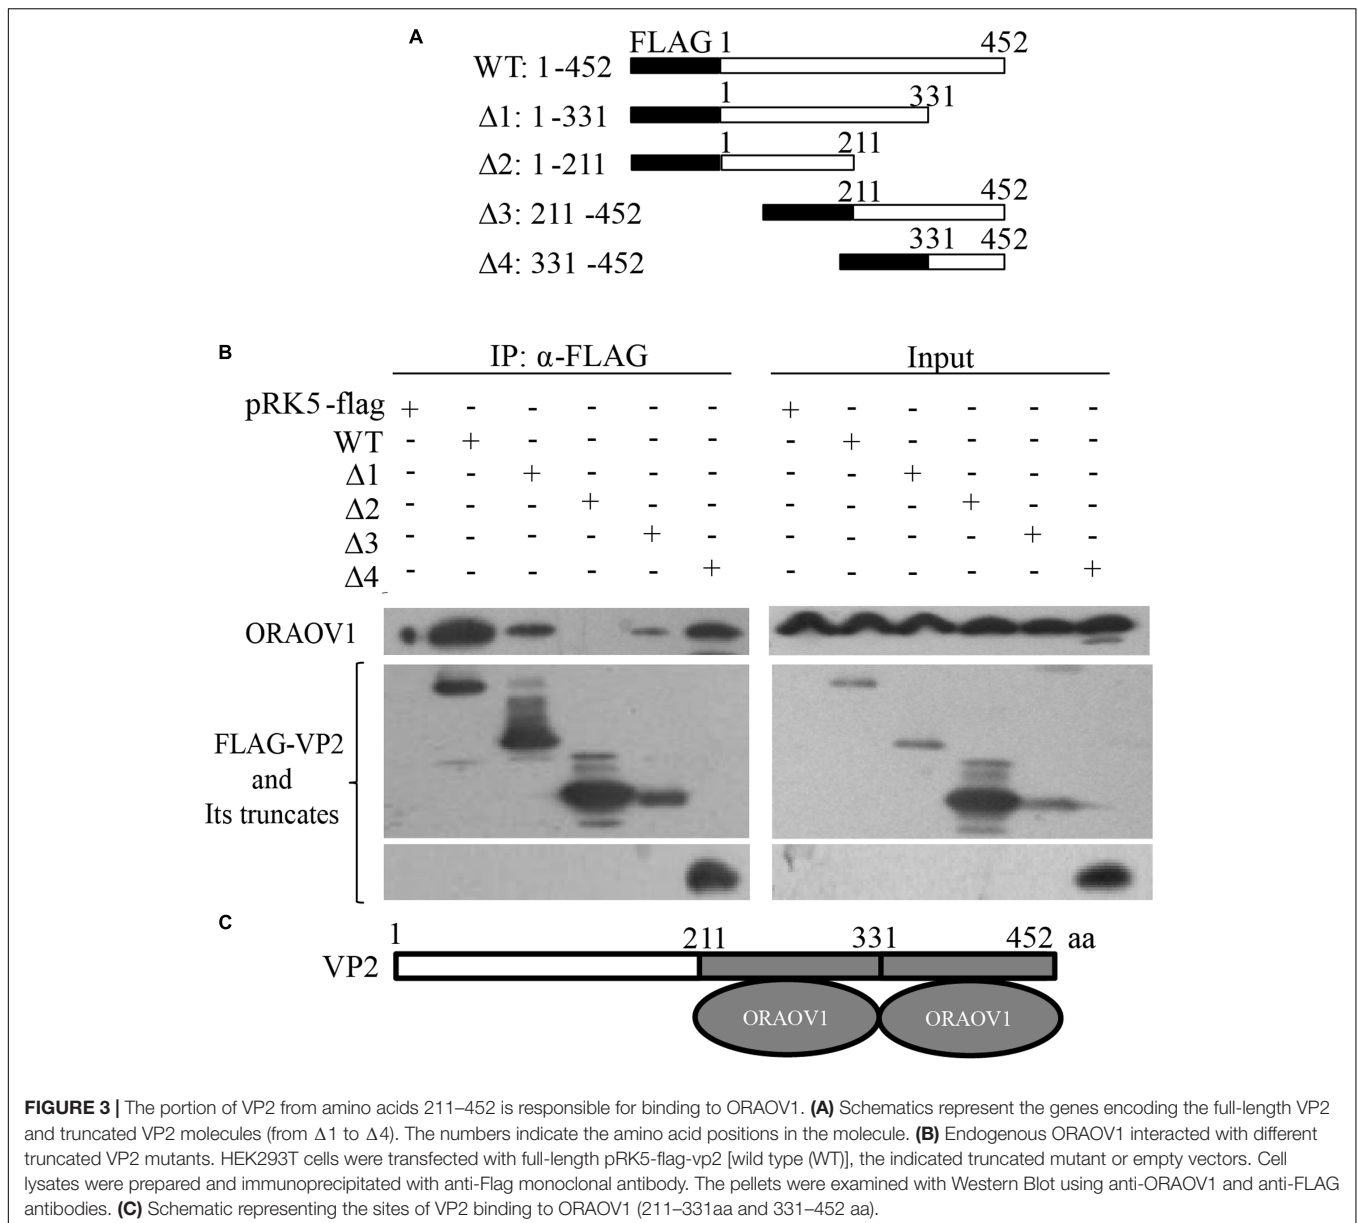 A
FLAG 1 452
WT: 1-452
1 331
Δ1: 1-331
1 211
Δ2: 1-211
211 452
Δ3: 211-452
331 452
Δ4: 331-452
B
IP: α-FLAG Input
pRK5-flag + - - - - - + - - - - -
WT - + - - - - - + - - - -
Δ1 - - + - - - - - + - - -
Δ2 - - - + - - - - - + - -
Δ3 - - - - + - - - - - + -
Δ4 - - - - - + - - - - - +
ORAOV1
FLAG-VP2
and
Its truncates
C
1 211 331 452 aa
VP2
ORAOV1 ORAOV1
FIGURE 3 | The portion of VP2 from amino acids 211–452 is responsible for binding to ORAOV1. (A) Schematics represent the genes encoding the full-length VP2
and truncated VP2 molecules (from Δ1 to Δ4). The numbers indicate the amino acid positions in the molecule. (B) Endogenous ORAOV1 interacted with different
truncated VP2 mutants. HEK293T cells were transfected with full-length pRK5-flag-vp2 [wild type (WT)], the indicated truncated mutant or empty vectors. Cell
lysates were prepared and immunoprecipitated with anti-Flag monoclonal antibody. The pellets were examined with Western Blot using anti-ORAOV1 and anti-FLAG
antibodies. (C) Schematic representing the sites of VP2 binding to ORAOV1 (211–331aa and 331–452 aa).